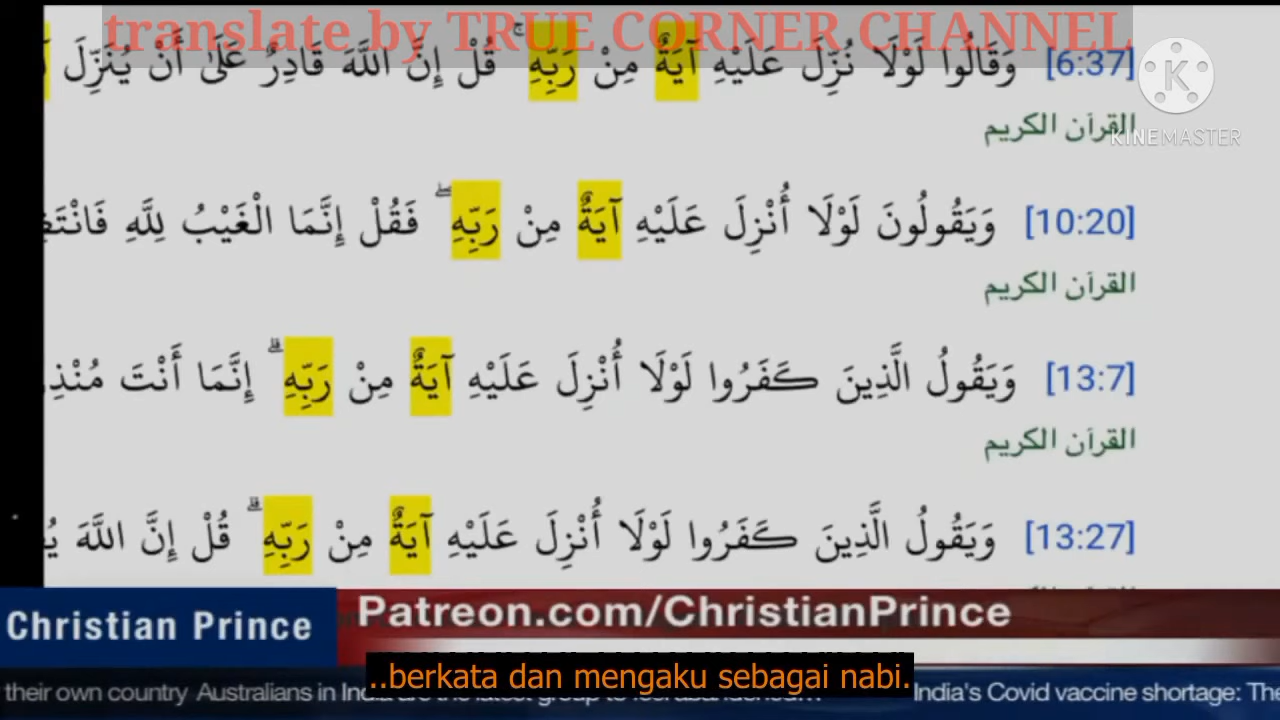 translate by TRUE CORNER CHANNEL
[6:37] وَقَالُوا لَوْلَا نُزِّلَ عَلَيْهِ آيَةٌ مِنْ رَبِّهِ ۚ قُلْ إِنَّ اللَّهَ قَادِرٌ عَلَىٰ أَنْ يُنَزِّلَ
القرآن الكريم
KINEMASTER
[10:20] وَيَقُولُونَ لَوْلَا أُنْزِلَ عَلَيْهِ آيَةٌ مِنْ رَبِّهِ ۖ فَقُلْ إِنَّمَا الْغَيْبُ لِلَّهِ
القرآن الكريم
[13:7] وَيَقُولُ الَّذِينَ كَفَرُوا لَوْلَا أُنْزِلَ عَلَيْهِ آيَةٌ مِنْ رَبِّهِ ۗ إِنَّمَا أَنْتَ
القرآن الكريم
[13:27] وَيَقُولُ الَّذِينَ كَفَرُوا لَوْلَا أُنْزِلَ عَلَيْهِ آيَةٌ مِنْ رَبِّهِ ۗ قُلْ إِنَّ اللَّهَ
Christian Prince
Patreon.com/ChristianPrince
..berkata dan mengaku sebagai nabi.
their own country Australians in India's Covid vaccine shortage: